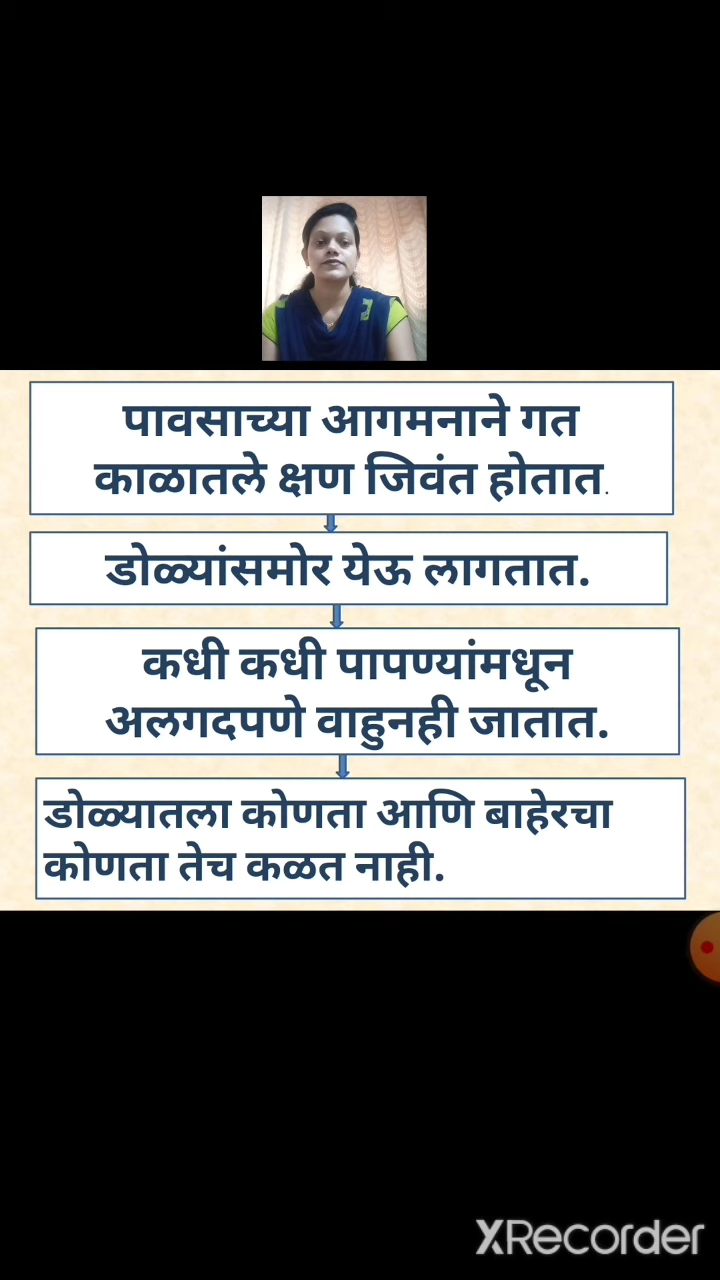 पावसाच्या आगमनाने गत
काळातले क्षण जिवंत होतात.
डोळ्यांसमोर येऊ लागतात.
कधी कधी पापण्यांमधून
अलगदपणे वाहुनही जातात.
डोळ्यातला कोणता आणि बाहेरचा
कोणता तेच कळत नाही.
XRecorder